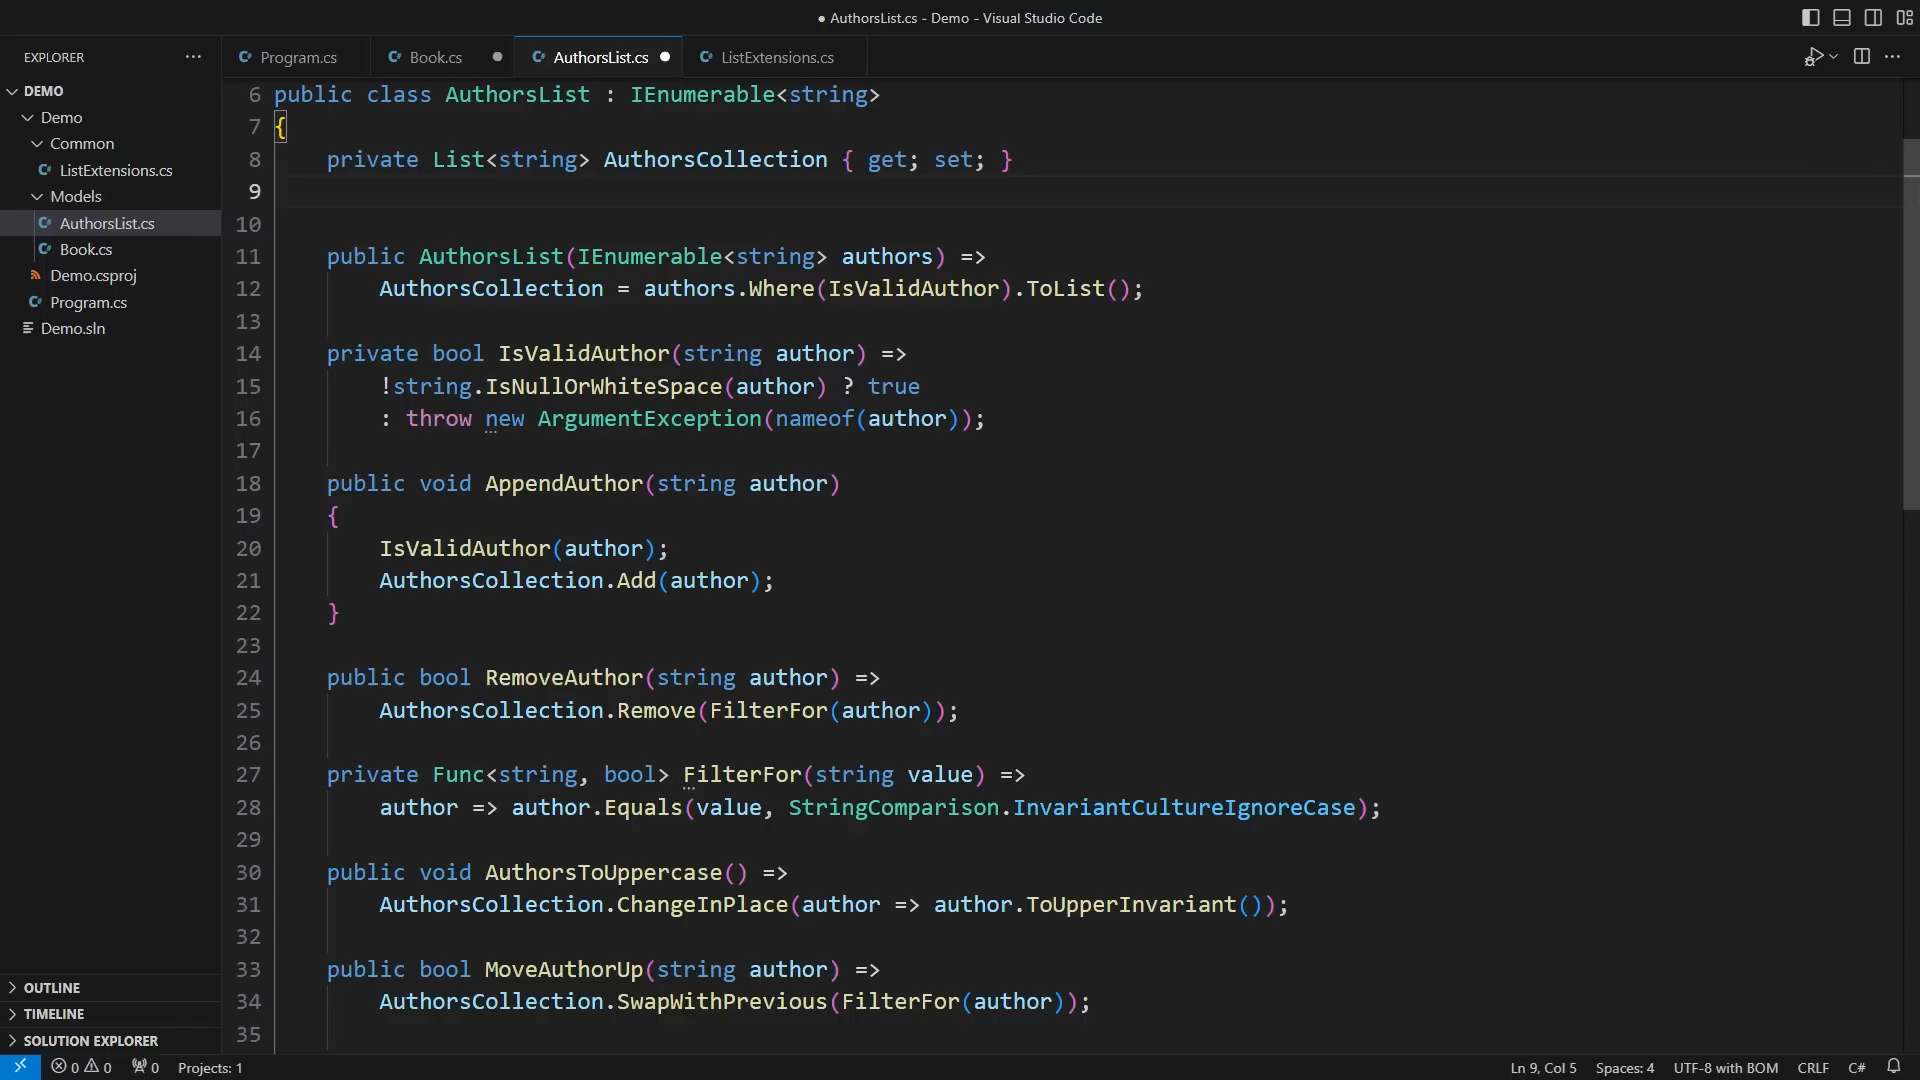 ● AuthorsList.cs - Demo - Visual Studio Code
EXPLORER
Program.cs
Book.cs
AuthorsList.cs
ListExtensions.cs
DEMO
Demo
Common
ListExtensions.cs
Models
AuthorsList.cs
Book.cs
Demo.csproj
Program.cs
Demo.sln
OUTLINE
TIMELINE
SOLUTION EXPLORER
6 public class AuthorsList : IEnumerable<string>
7 {
8     private List<string> AuthorsCollection { get; set; }
9
10
11     public AuthorsList(IEnumerable<string> authors) =>
12         AuthorsCollection = authors.Where(IsValidAuthor).ToList();
13
14     private bool IsValidAuthor(string author) =>
15         !string.IsNullOrWhiteSpace(author) ? true
16         : throw new ArgumentException(nameof(author));
17
18     public void AppendAuthor(string author)
19     {
20         IsValidAuthor(author);
21         AuthorsCollection.Add(author);
22     }
23
24     public bool RemoveAuthor(string author) =>
25         AuthorsCollection.Remove(FilterFor(author));
26
27     private Func<string, bool> FilterFor(string value) =>
28         author => author.Equals(value, StringComparison.InvariantCultureIgnoreCase);
29
30     public void AuthorsToUppercase() =>
31         AuthorsCollection.ChangeInPlace(author => author.ToUpperInvariant());
32
33     public bool MoveAuthorUp(string author) =>
34         AuthorsCollection.SwapWithPrevious(FilterFor(author));
35
0 0 0 Projects: 1 Ln 9, Col 5 Spaces: 4 UTF-8 with BOM CRLF C#